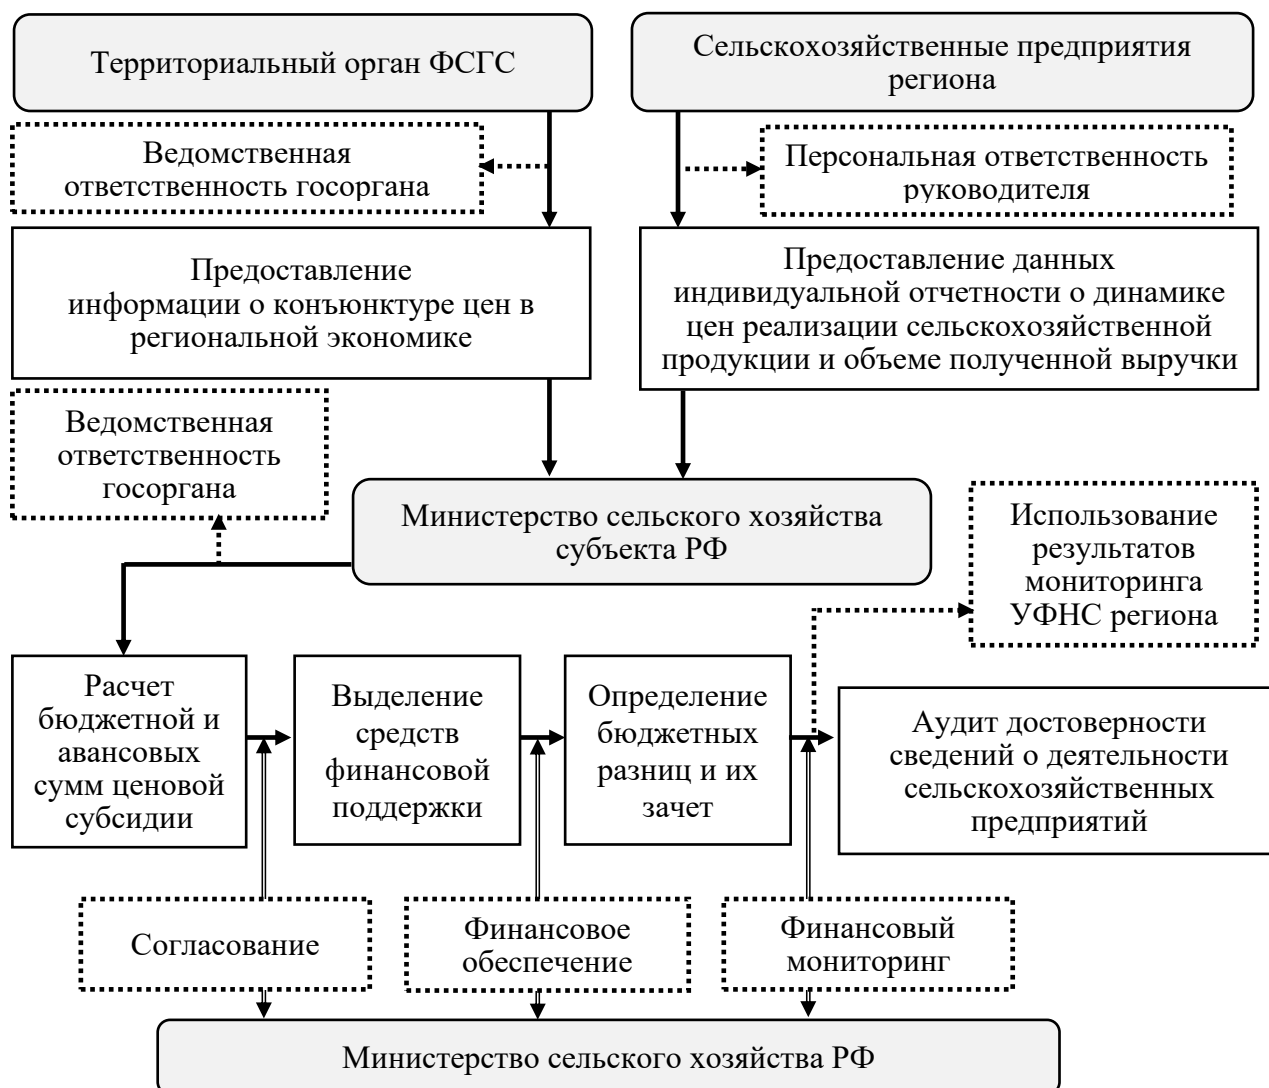 Территориальный орган ФСГС
Сельскохозяйственные предприятия
региона
Ведомственная
ответственность госоргана
Персональная ответственность
руководителя
Предоставление
информации о конъюнктуре цен в
региональной экономике
Предоставление данных
индивидуальной отчетности о динамике
цен реализации сельскохозяйственной
продукции и объеме полученной выручки
Ведомственная
ответственность
госоргана
Министерство сельского хозяйства
субъекта РФ
Использование
результатов
мониторинга
УФНС региона
Расчет
бюджетной и
авансовых
сумм ценовой
субсидии
Выделение
средств
финансовой
поддержки
Определение
бюджетных
разниц и их
зачет
Аудит достоверности
сведений о деятельности
сельскохозяйственных
предприятий
Согласование
Финансовое
обеспечение
Финансовый
мониторинг
Министерство сельского хозяйства РФ